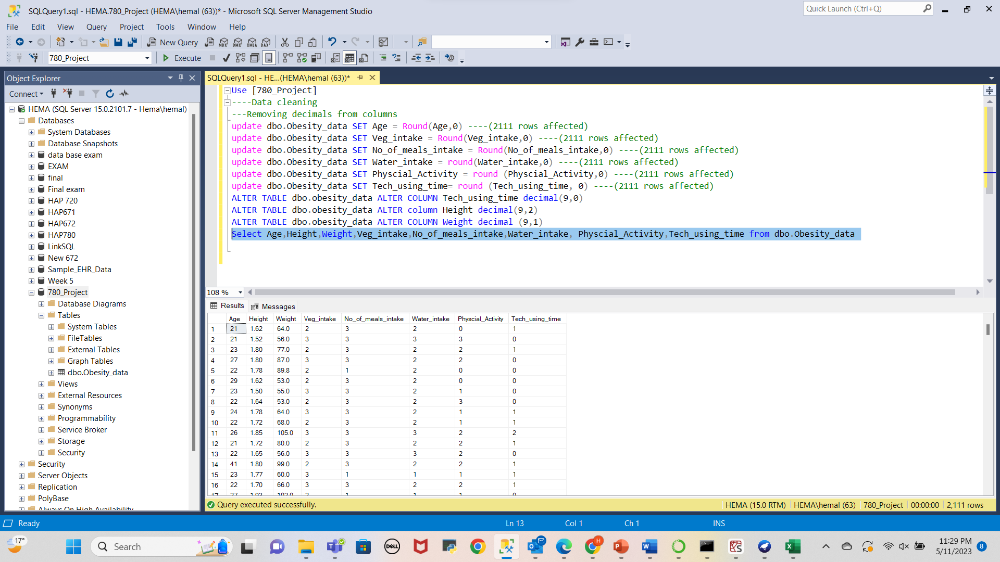 SQLQuery1.sql - HEMA.780_Project (HEMA\hemal (63))* - Microsoft SQL Server Management Studio
Quick Launch (Ctrl+Q)
File Edit View Query Project Tools Window Help
New Query MDX DMX XMLA DAX
780_Project Execute
Object Explorer
Connect
HEMA (SQL Server 15.0.2101.7 - Hema\hemal)
Databases
System Databases
Database Snapshots
data base exam
EXAM
final
Final exam
HAP 720
HAP671
HAP672
HAP780
LinkSQL
New 672
Sample_EHR_Data
Week 5
780_Project
Database Diagrams
Tables
System Tables
FileTables
External Tables
Graph Tables
dbo.Obesity_data
Views
External Resources
Synonyms
Programmability
Service Broker
Storage
Security
Security
Server Objects
Replication
PolyBase
Always On High Availability
SQLQuery1.sql - HE...(HEMA\hemal (63))*
Use [780_Project]
----Data cleaning
---Removing decimals from columns
update dbo.Obesity_data SET Age = Round(Age,0) ----(2111 rows affected)
update dbo.Obesity_data SET Veg_intake = Round(Veg_intake,0) ----(2111 rows affected)
update dbo.Obesity_data SET No_of_meals_intake = Round(No_of_meals_intake,0) ----(2111 rows affected)
update dbo.Obesity_data SET Water_intake = round(Water_intake,0) ----(2111 rows affected)
update dbo.Obesity_data SET Physcial_Activity = round (Physcial_Activity,0) ----(2111 rows affected)
update dbo.Obesity_data SET Tech_using_time= round (Tech_using_time, 0) ----(2111 rows affected)
ALTER TABLE dbo.obesity_data ALTER COLUMN Tech_using_time decimal(9,0)
ALTER TABLE dbo.obesity_data ALTER column Height decimal(9,2)
ALTER TABLE dbo.obesity_data ALTER COLUMN Weight decimal (9,1)
Select Age,Height,Weight,Veg_intake,No_of_meals_intake,Water_intake, Physcial_Activity,Tech_using_time from dbo.Obesity_data
108 %
Results Messages
Age Height Weight Veg_intake No_of_meals_intake Water_intake Physcial_Activity Tech_using_time
1 21 1.62 64.0 2 3 2 0 1
2 21 1.52 56.0 3 3 3 3 0
3 23 1.80 77.0 2 3 2 2 1
4 27 1.80 87.0 3 3 2 2 0
5 22 1.78 89.8 2 1 2 0 0
6 29 1.62 53.0 2 3 2 0 0
7 23 1.50 55.0 3 3 2 1 0
8 22 1.64 53.0 2 3 2 3 0
9 24 1.78 64.0 3 3 2 1 1
10 22 1.72 68.0 2 3 2 1 1
11 26 1.85 105.0 3 3 3 2 2
12 21 1.72 80.0 2 3 2 2 1
13 22 1.65 56.0 3 3 3 2 0
14 41 1.80 99.0 2 3 2 2 1
15 23 1.77 60.0 3 1 1 1 1
16 22 1.70 66.0 3 3 2 2 1
17 27 1.93 102.0 2 1 1 1 0
Query executed successfully. HEMA (15.0 RTM) HEMA\hemal (63) 780_Project 00:00:00 2,111 rows
Ready Ln 13 Col 1 Ch 1 INS
17° Search DELL H P W X 11:29 PM
5/11/2023 8